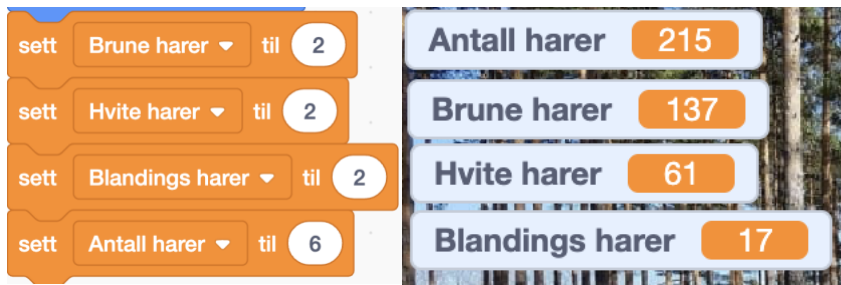 sett Brune harer til 2
sett Hvite harer til 2
sett Blandings harer til 2
sett Antall harer til 6
Antall harer 215
Brune harer 137
Hvite harer 61
Blandings harer 17